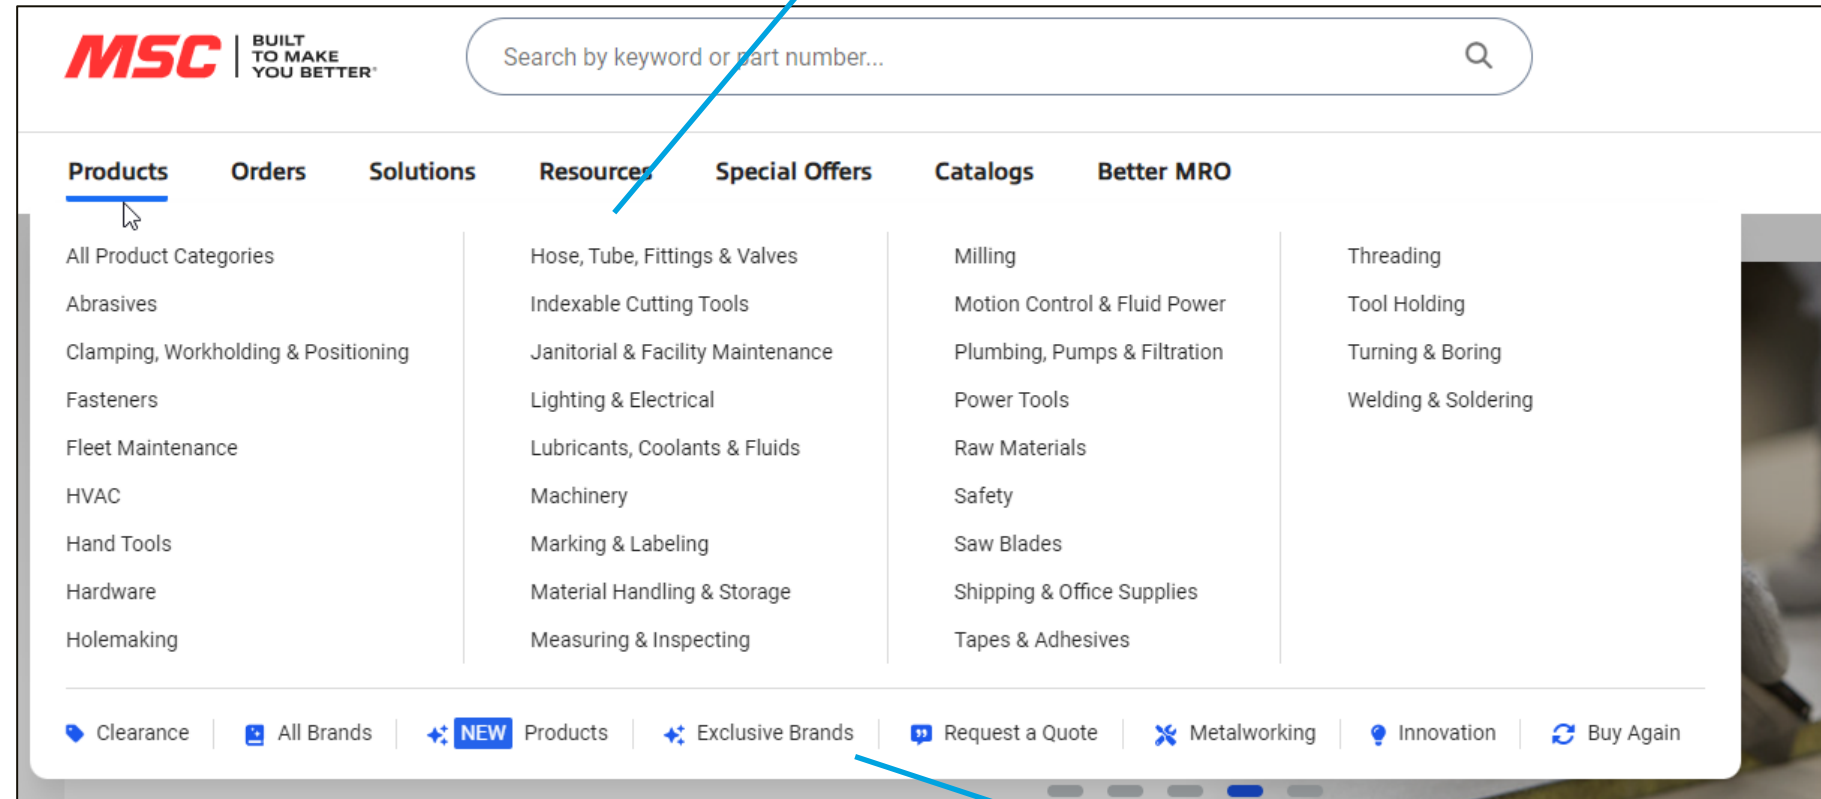 MSC
BUILT
TO MAKE
YOU BETTER
Search by keyword or part number...
Products Orders Solutions Resources Special Offers Catalogs Better MRO
All Product Categories
Abrasives
Clamping, Workholding & Positioning
Fasteners
Fleet Maintenance
HVAC
Hand Tools
Hardware
Holemaking
Hose, Tube, Fittings & Valves
Indexable Cutting Tools
Janitorial & Facility Maintenance
Lighting & Electrical
Lubricants, Coolants & Fluids
Machinery
Marking & Labeling
Material Handling & Storage
Measuring & Inspecting
Milling
Motion Control & Fluid Power
Plumbing, Pumps & Filtration
Power Tools
Raw Materials
Safety
Saw Blades
Shipping & Office Supplies
Tapes & Adhesives
Threading
Tool Holding
Turning & Boring
Welding & Soldering
Clearance All Brands NEW Products Exclusive Brands Request a Quote Metalworking Innovation Buy Again